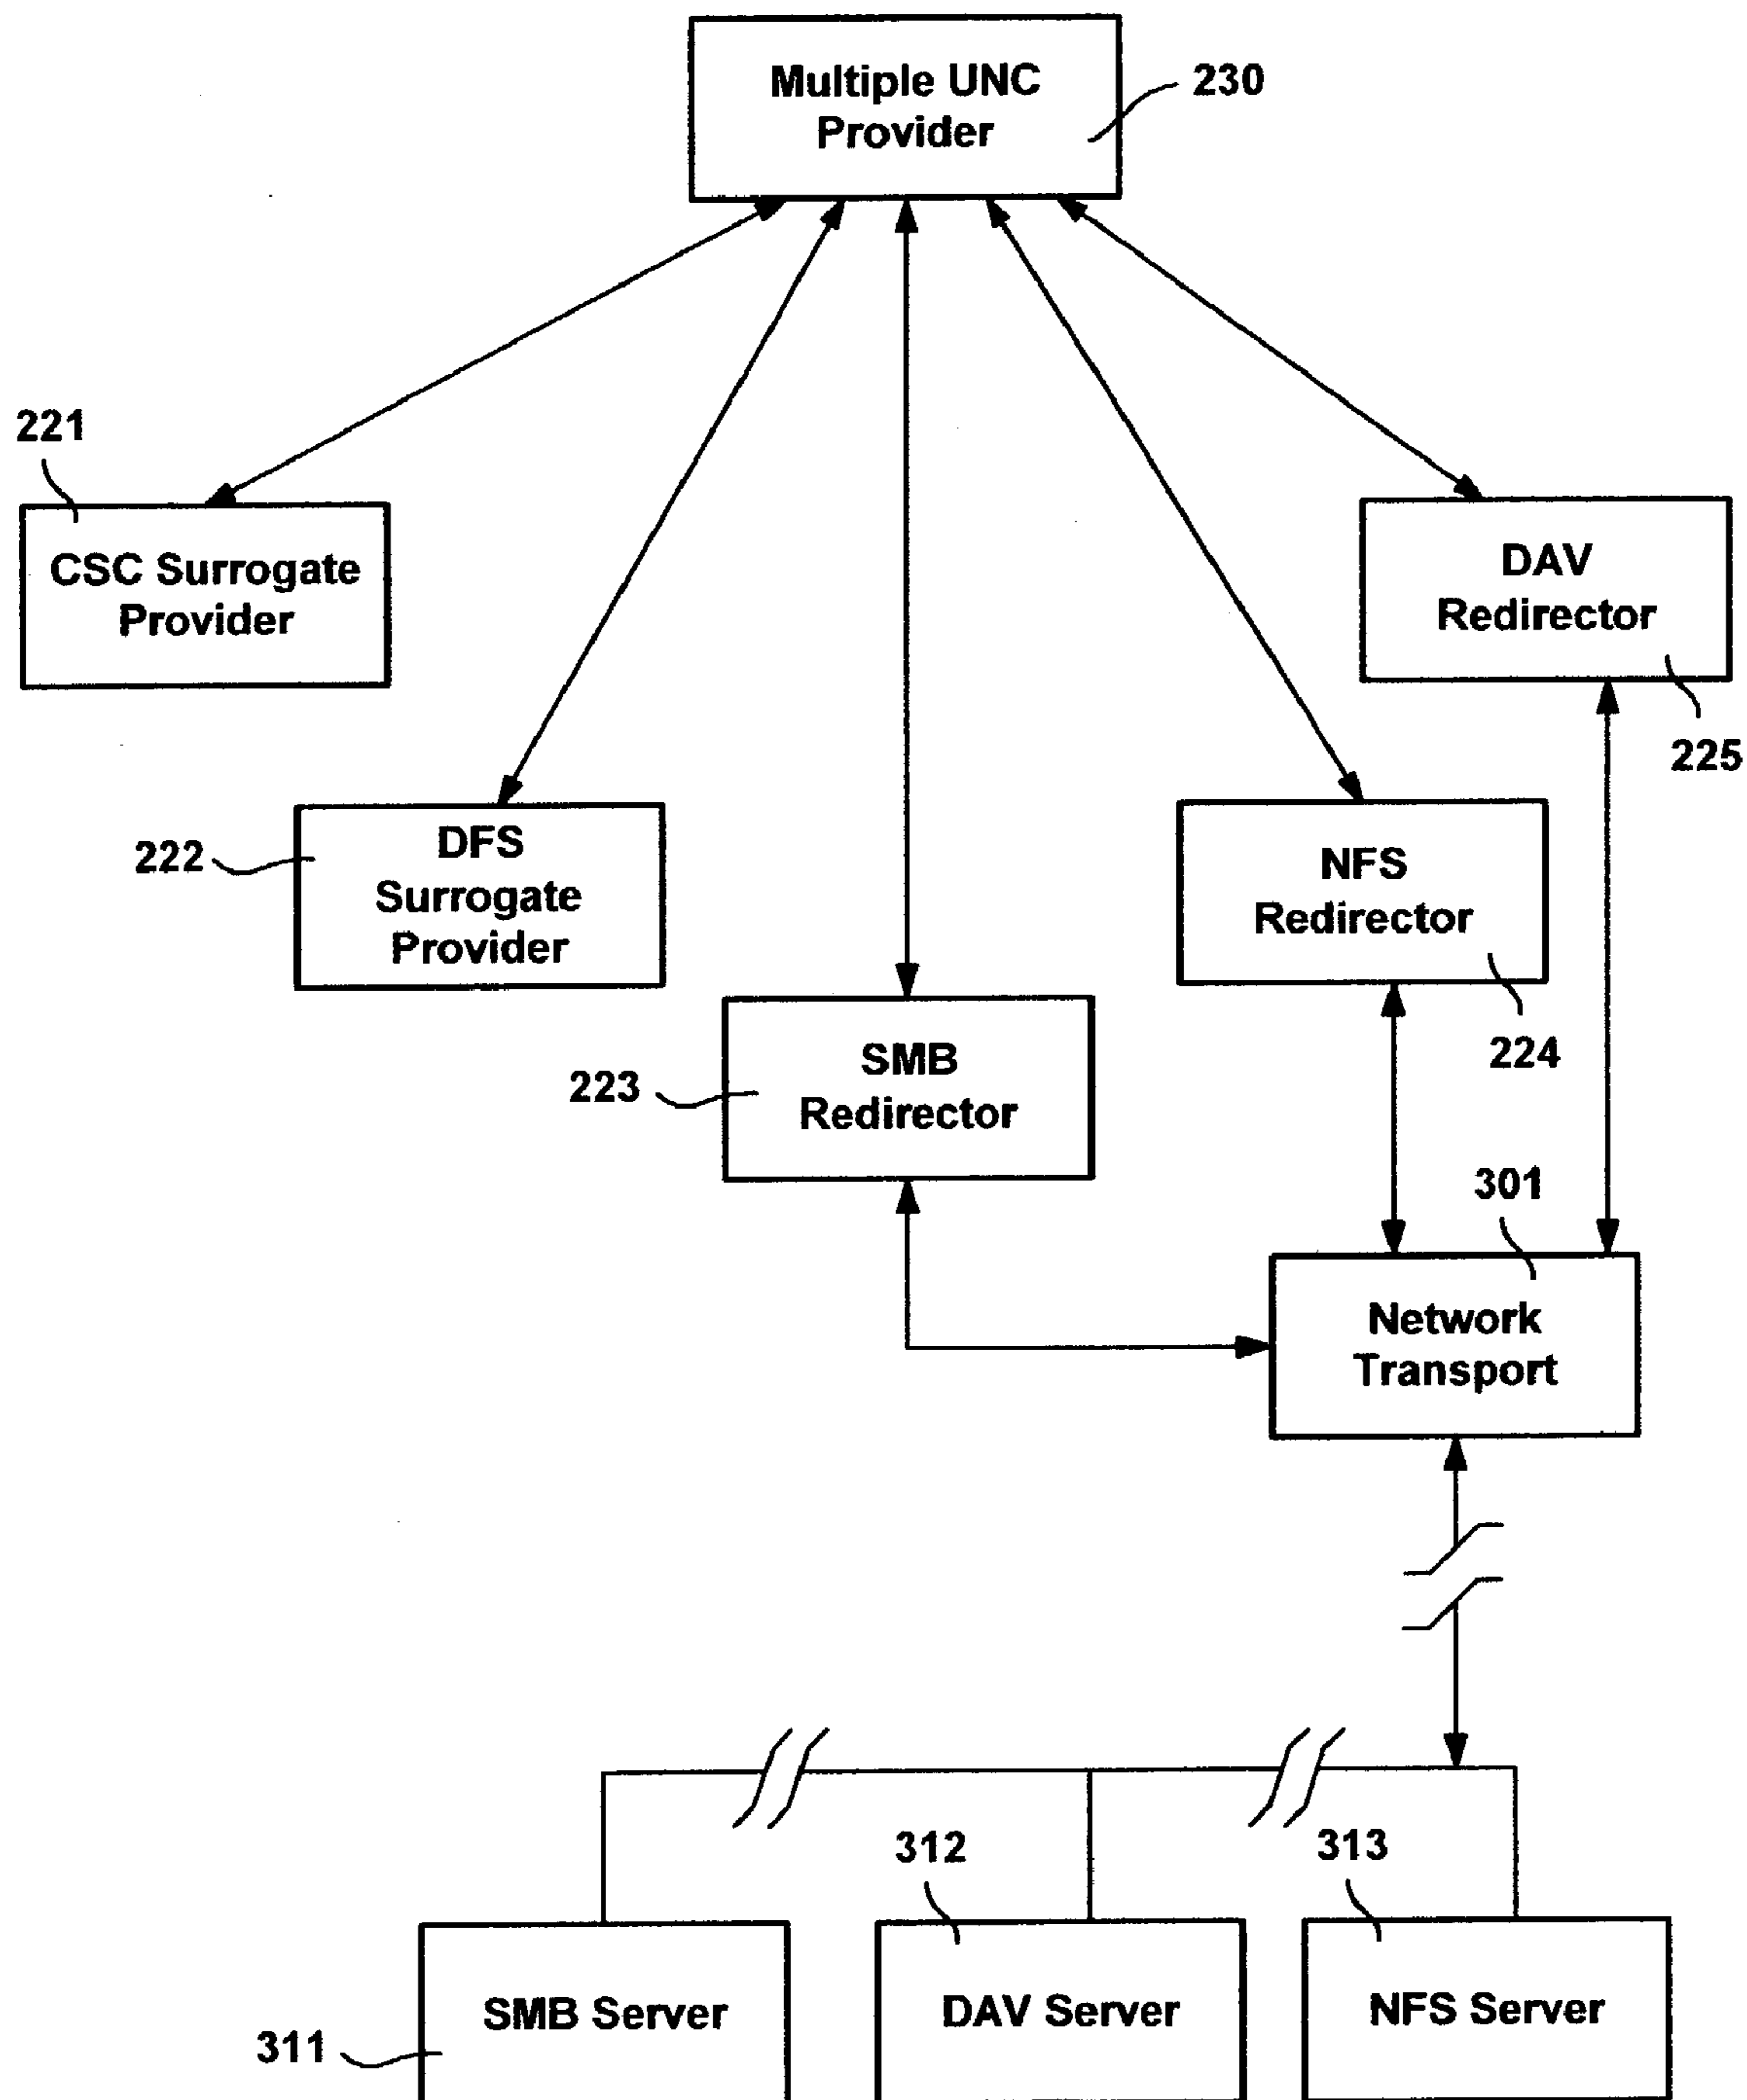 Multiple UNC
Provider
230
221
CSC Surrogate
Provider
DAV
Redirector
225
222
DFS
Surrogate
Provider
NFS
Redirector
224
223
SMB
Redirector
301
Network
Transport
312
313
SMB Server
DAV Server
NFS Server
311